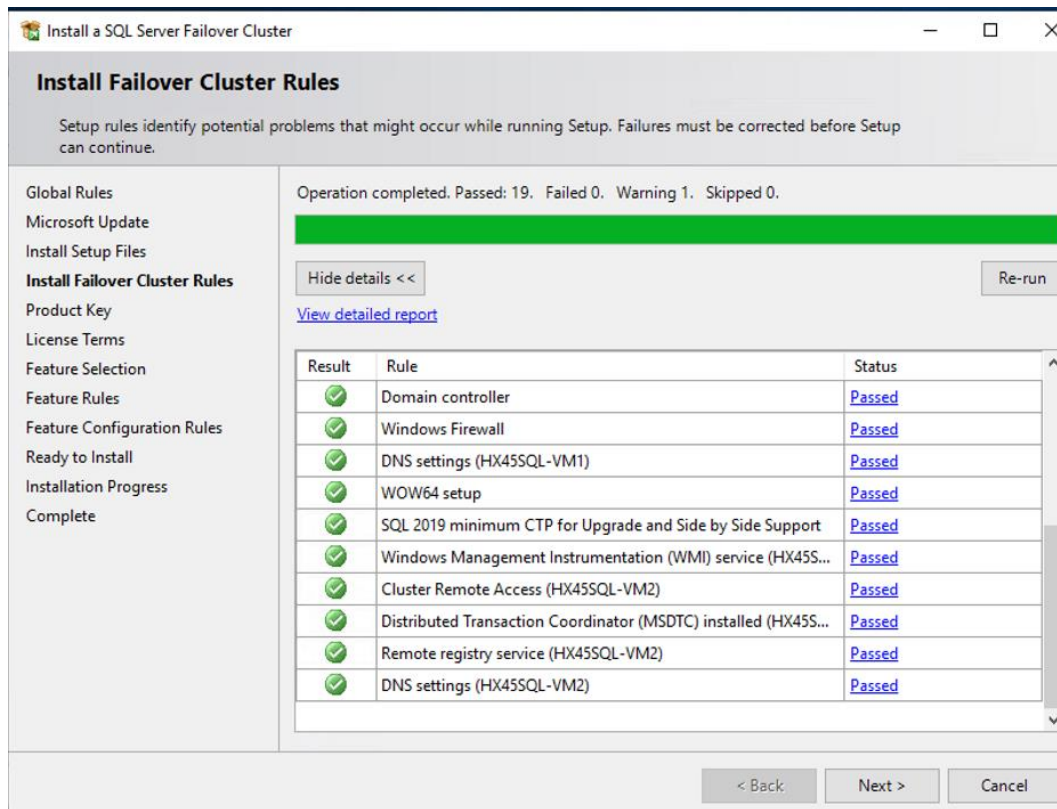 Install a SQL Server Failover Cluster
Install Failover Cluster Rules
Setup rules identify potential problems that might occur while running Setup. Failures must be corrected before Setup
can continue.
Global Rules
Microsoft Update
Install Setup Files
Install Failover Cluster Rules
Product Key
License Terms
Feature Selection
Feature Rules
Feature Configuration Rules
Ready to Install
Installation Progress
Complete
Operation completed. Passed: 19. Failed 0. Warning 1. Skipped 0.
Hide details <<
Re-run
View detailed report
Result Rule Status
Domain controller Passed
Windows Firewall Passed
DNS settings (HX45SQL-VM1) Passed
WOW64 setup Passed
SQL 2019 minimum CTP for Upgrade and Side by Side Support Passed
Windows Management Instrumentation (WMI) service (HX45S... Passed
Cluster Remote Access (HX45SQL-VM2) Passed
Distributed Transaction Coordinator (MSDTC) installed (HX45S... Passed
Remote registry service (HX45SQL-VM2) Passed
DNS settings (HX45SQL-VM2) Passed
< Back Next > Cancel